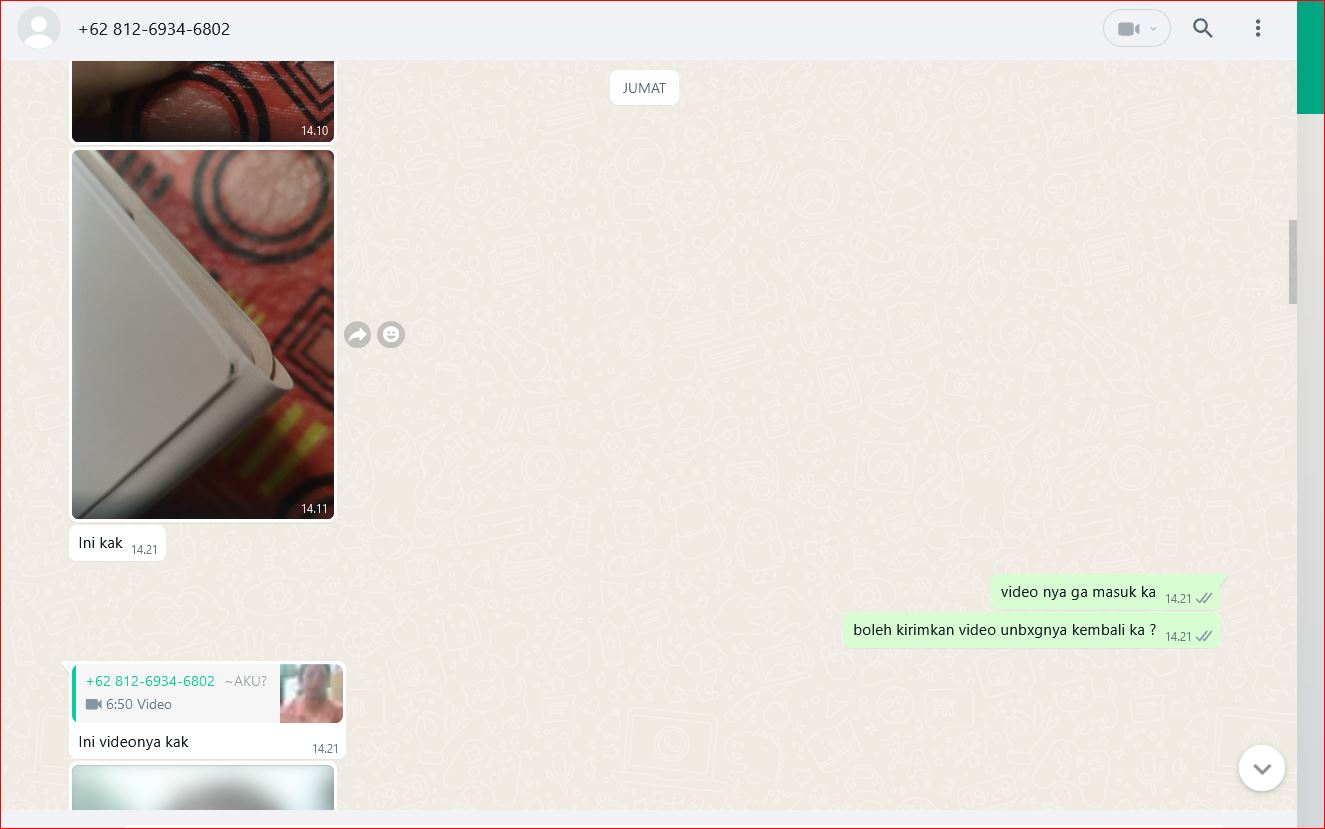 +62 812-6934-6802
JUMAT
14.10
14.11
Ini kak 14.21
video nya ga masuk ka 14.21
boleh kirimkan video unbxgnya kembali ka ? 14.21
+62 812-6934-6802 ~AKU?
6:50 Video
Ini videonya kak 14.21